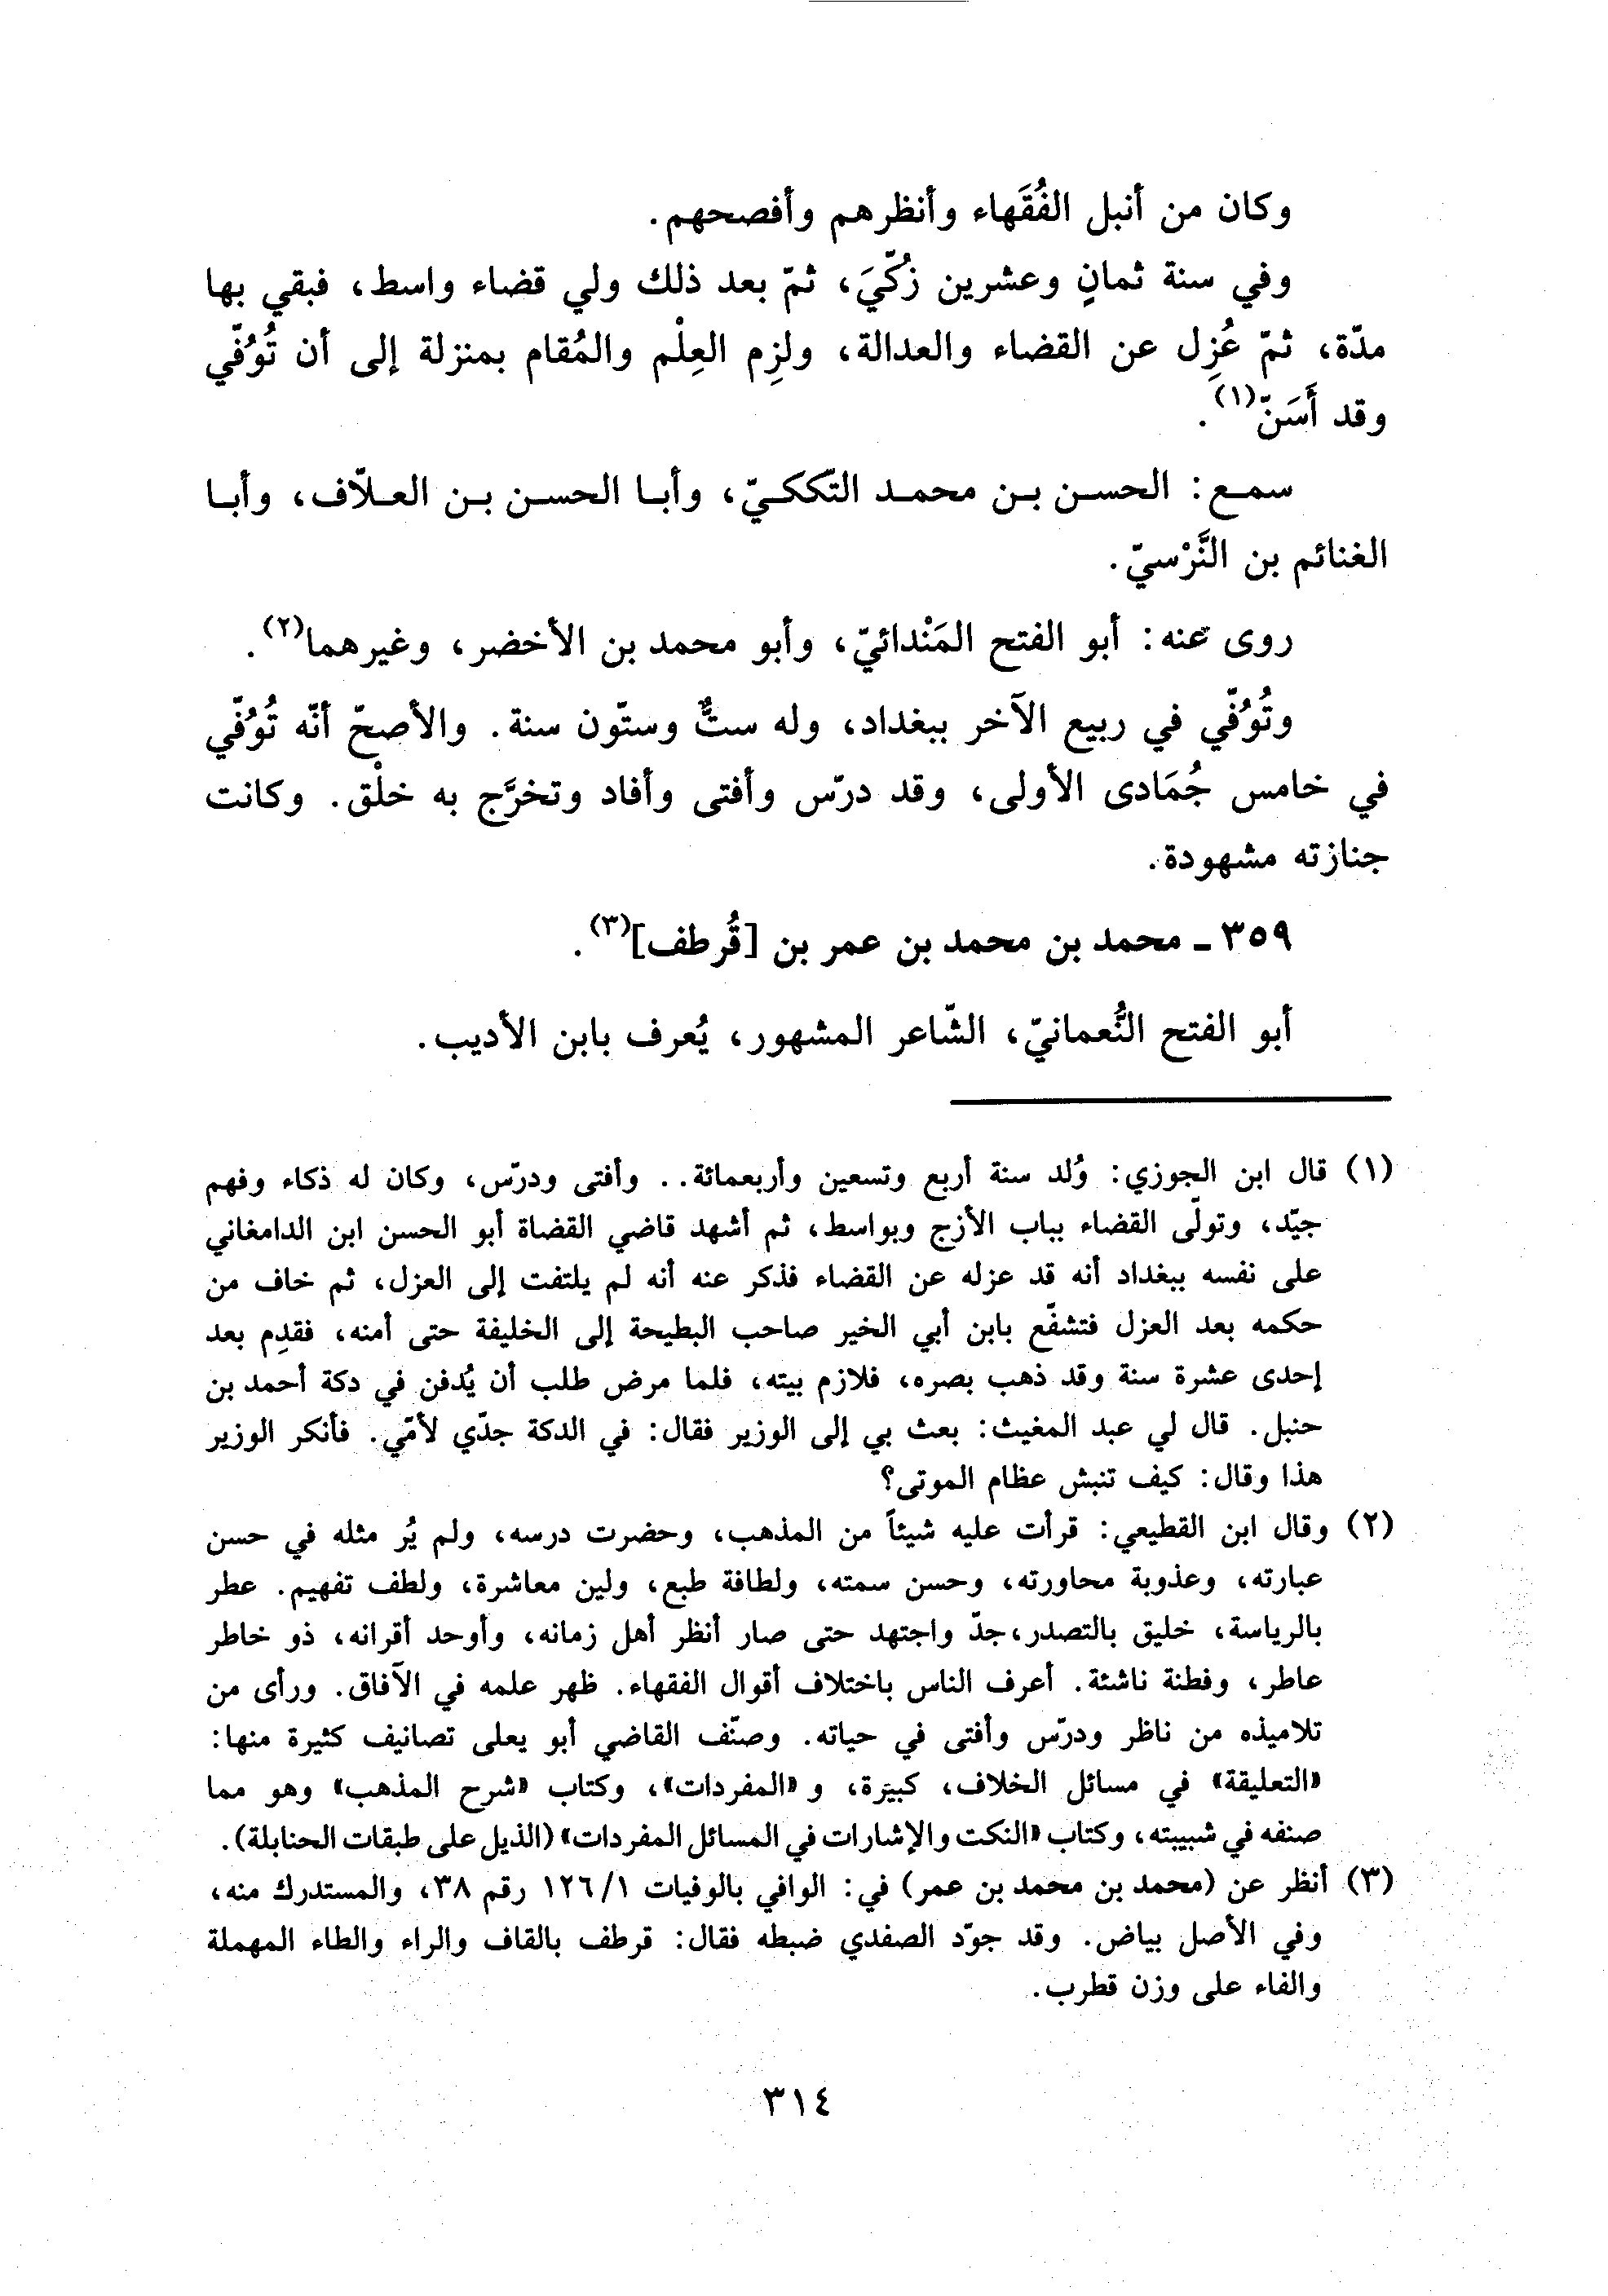 وكان من أنبل الفُقَهاء وأنظرهم وأفصحهم.
وفي سنة ثمانٍ وعشرين زُكّيَ، ثمّ بعد ذلك ولي قضاء واسط، فبقي بها
مدّة، ثمّ عُزِل عن القضاء والعدالة، ولزِم العِلْم والمُقام بمنزلة إلى أن تُوُفّي
وقد أَسَنّ(١).
سمع: الحسن بن محمد التّككيّ، وأبا الحسن بن العلاّف، وأبا
الغنائم بن النَّرْسيّ.
روى عنه: أبو الفتح المَنْدائيّ، وأبو محمد بن الأخضر، وغيرهما(٢).
وتُوُفّي في ربيع الآخر ببغداد، وله ستٌّ وستّون سنة. والأصحّ أنّه تُوُفّي
في خامس جُمَادى الأولى، وقد درّس وأفتى وأفاد وتخرَّج به خلْق. وكانت
جنازته مشهودة.
٣٥٩ - محمد بن محمد بن عمر بن [قُرطف](٣).
أبو الفتح النُّعمانيّ، الشّاعر المشهور، يُعرف بابن الأديب.
(١) قال ابن الجوزي: وُلد سنة أربع وتسعين وأربعمائة.. وأفتى ودرّس، وكان له ذكاء وفهم
جيّد، وتولّى القضاء بباب الأزج وبواسط، ثم أشهد قاضي القضاة أبو الحسن ابن الدامغاني
على نفسه ببغداد أنه قد عزله عن القضاء فذكر عنه أنه لم يلتفت إلى العزل، ثم خاف من
حكمه بعد العزل فتشفّع بابن أبي الخير صاحب البطيحة إلى الخليفة حتى أمنه، فقدِم بعد
إحدى عشرة سنة وقد ذهب بصره، فلازم بيته، فلما مرض طلب أن يُدفن في دكة أحمد بن
حنبل. قال لي عبد المغيث: بعث بي إلى الوزير فقال: في الدكة جدّي لأمّي. فأنكر الوزير
هذا وقال: كيف تنبش عظام الموتى؟
(٢) وقال ابن القطيعي: قرأت عليه شيئاً من المذهب، وحضرت درسه، ولم يُر مثله في حسن
عبارته، وعذوبة محاورته، وحسن سمته، ولطافة طبع، ولين معاشرة، ولطف تفهيم. عطر
بالرياسة، خليق بالتصدر،جدّ واجتهد حتى صار أنظر أهل زمانه، وأوحد أقرانه، ذو خاطر
عاطر، وفطنة ناشئة. أعرف الناس باختلاف أقوال الفقهاء. ظهر علمه في الآفاق. ورأى من
تلاميذه من ناظر ودرّس وأفتى في حياته. وصنّف القاضي أبو يعلى تصانيف كثيرة منها:
«التعليقة» في مسائل الخلاف، كبيرة، و «المفردات»، وكتاب «شرح المذهب» وهو مما
صنفه في شبيبته، وكتاب «النكت والإشارات في المسائل المفردات» (الذيل على طبقات الحنابلة).
(٣) أنظر عن (محمد بن محمد بن عمر) في: الوافي بالوفيات ١/ ١٢٦ رقم ٣٨، والمستدرك منه،
وفي الأصل بياض. وقد جوّد الصفدي ضبطه فقال: قرطف بالقاف والراء والطاء المهملة
والفاء على وزن قطرب.
٣١٤